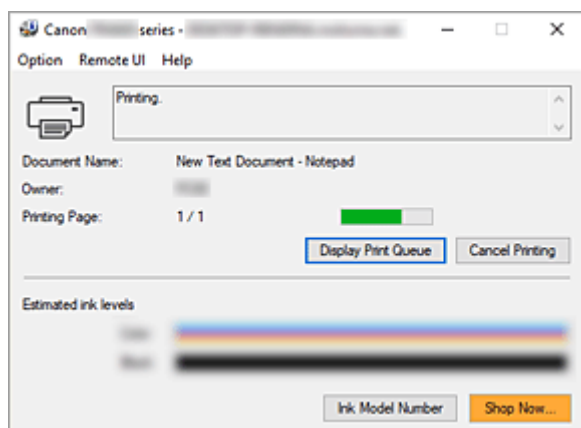 Canon series -
Option Remote UI Help
Printing.
Document Name: New Text Document - Notepad
Owner:
Printing Page: 1 / 1
Display Print Queue Cancel Printing
Estimated ink levels
Ink Model Number Shop Now...